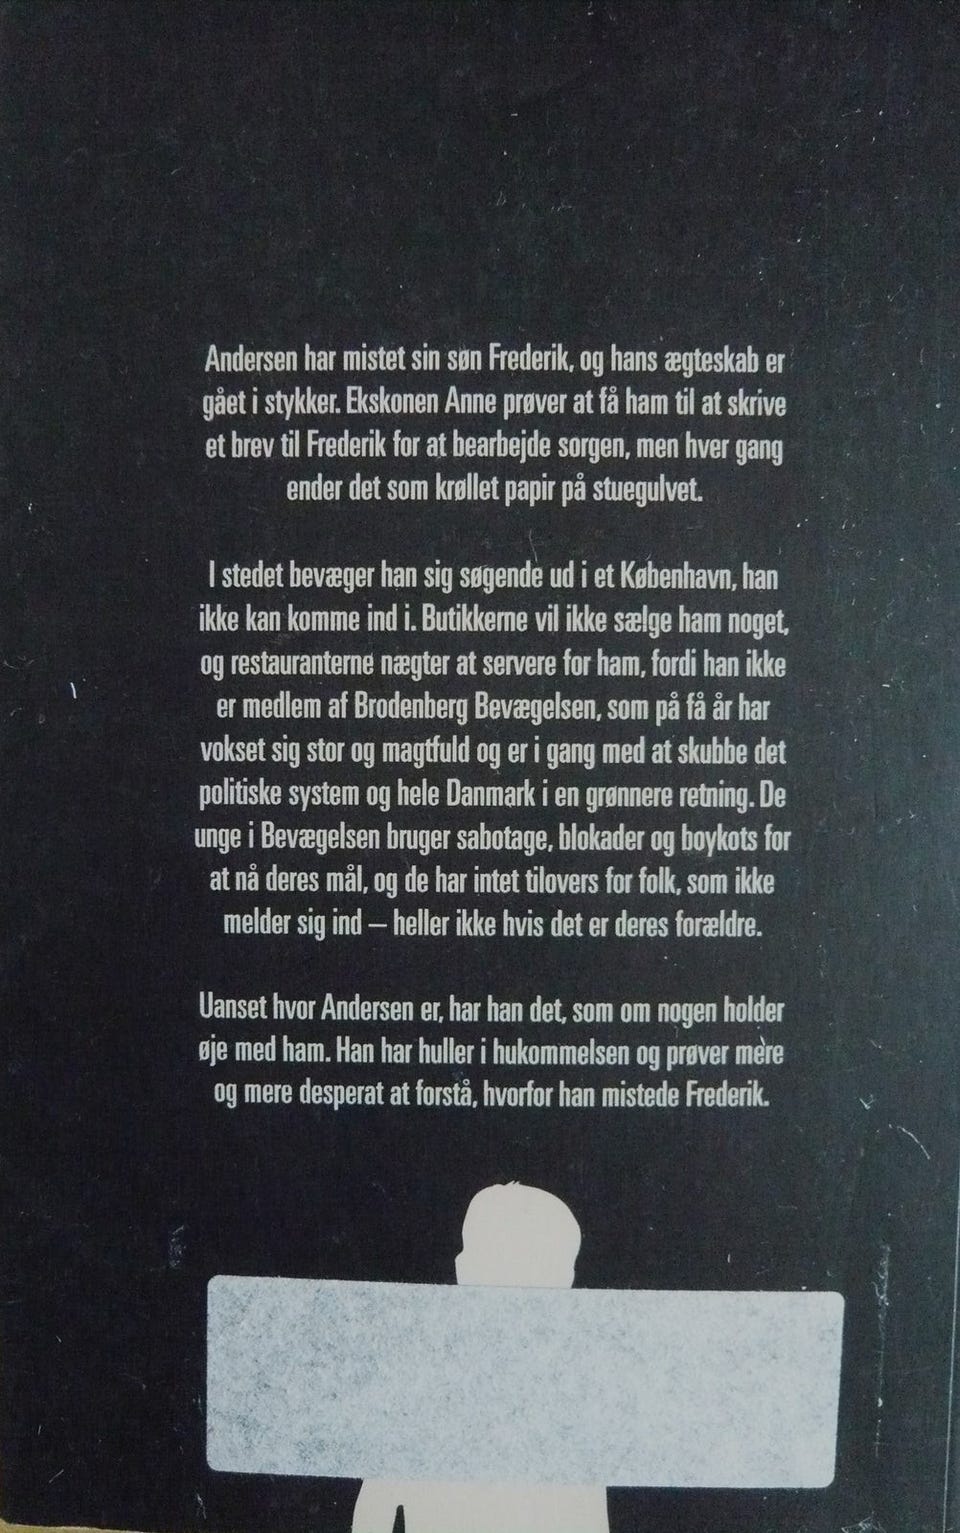 Andersen har mistet sin søn Frederik, og hans ægteskab er
gået i stykker. Ekskonen Anne prøver at få ham til at skrive
et brev til Frederik for at bearbejde sorgen, men hver gang
ender det som krøllet papir på stuegulvet.
I stedet bevæger han sig søgende ud i et København, han
ikke kan komme ind i. Butikkerne vil ikke sælge ham noget,
og restauranterne nægter at servere for ham, fordi han ikke
er medlem af Brodenberg Bevægelsen, som på få år har
vokset sig stor og magtfuld og er i gang med at skubbe det
politiske system og hele Danmark i en grønnere retning. De
unge i Bevægelsen bruger sabotage, blokader og boykots for
at nå deres mål, og de har intet tilovers for folk, som ikke
melder sig ind – heller ikke hvis det er deres forældre.
Uanset hvor Andersen er, har han det, som om nogen holder
øje med ham. Han har huller i hukommelsen og prøver mere
og mere desperat at forstå, hvorfor han mistede Frederik.